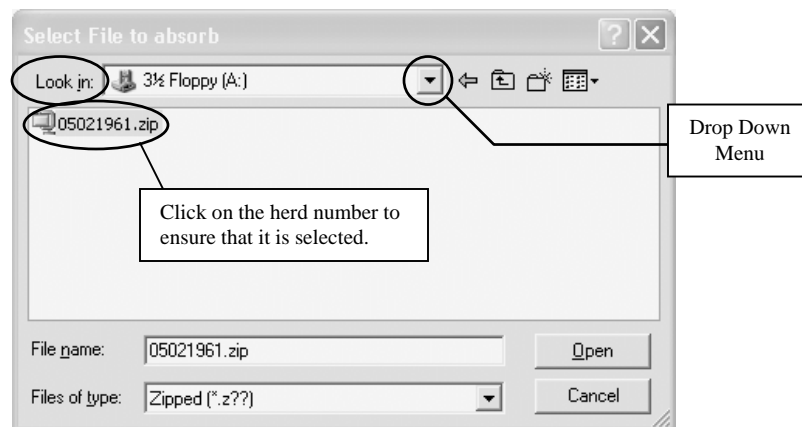 Select File to absorb
Look in: 3½ Floppy (A:)
05021961.zip
Drop Down
Menu
Click on the herd number to
ensure that it is selected.
File name: 05021961.zip Open
Files of type: Zipped (*.z??) Cancel